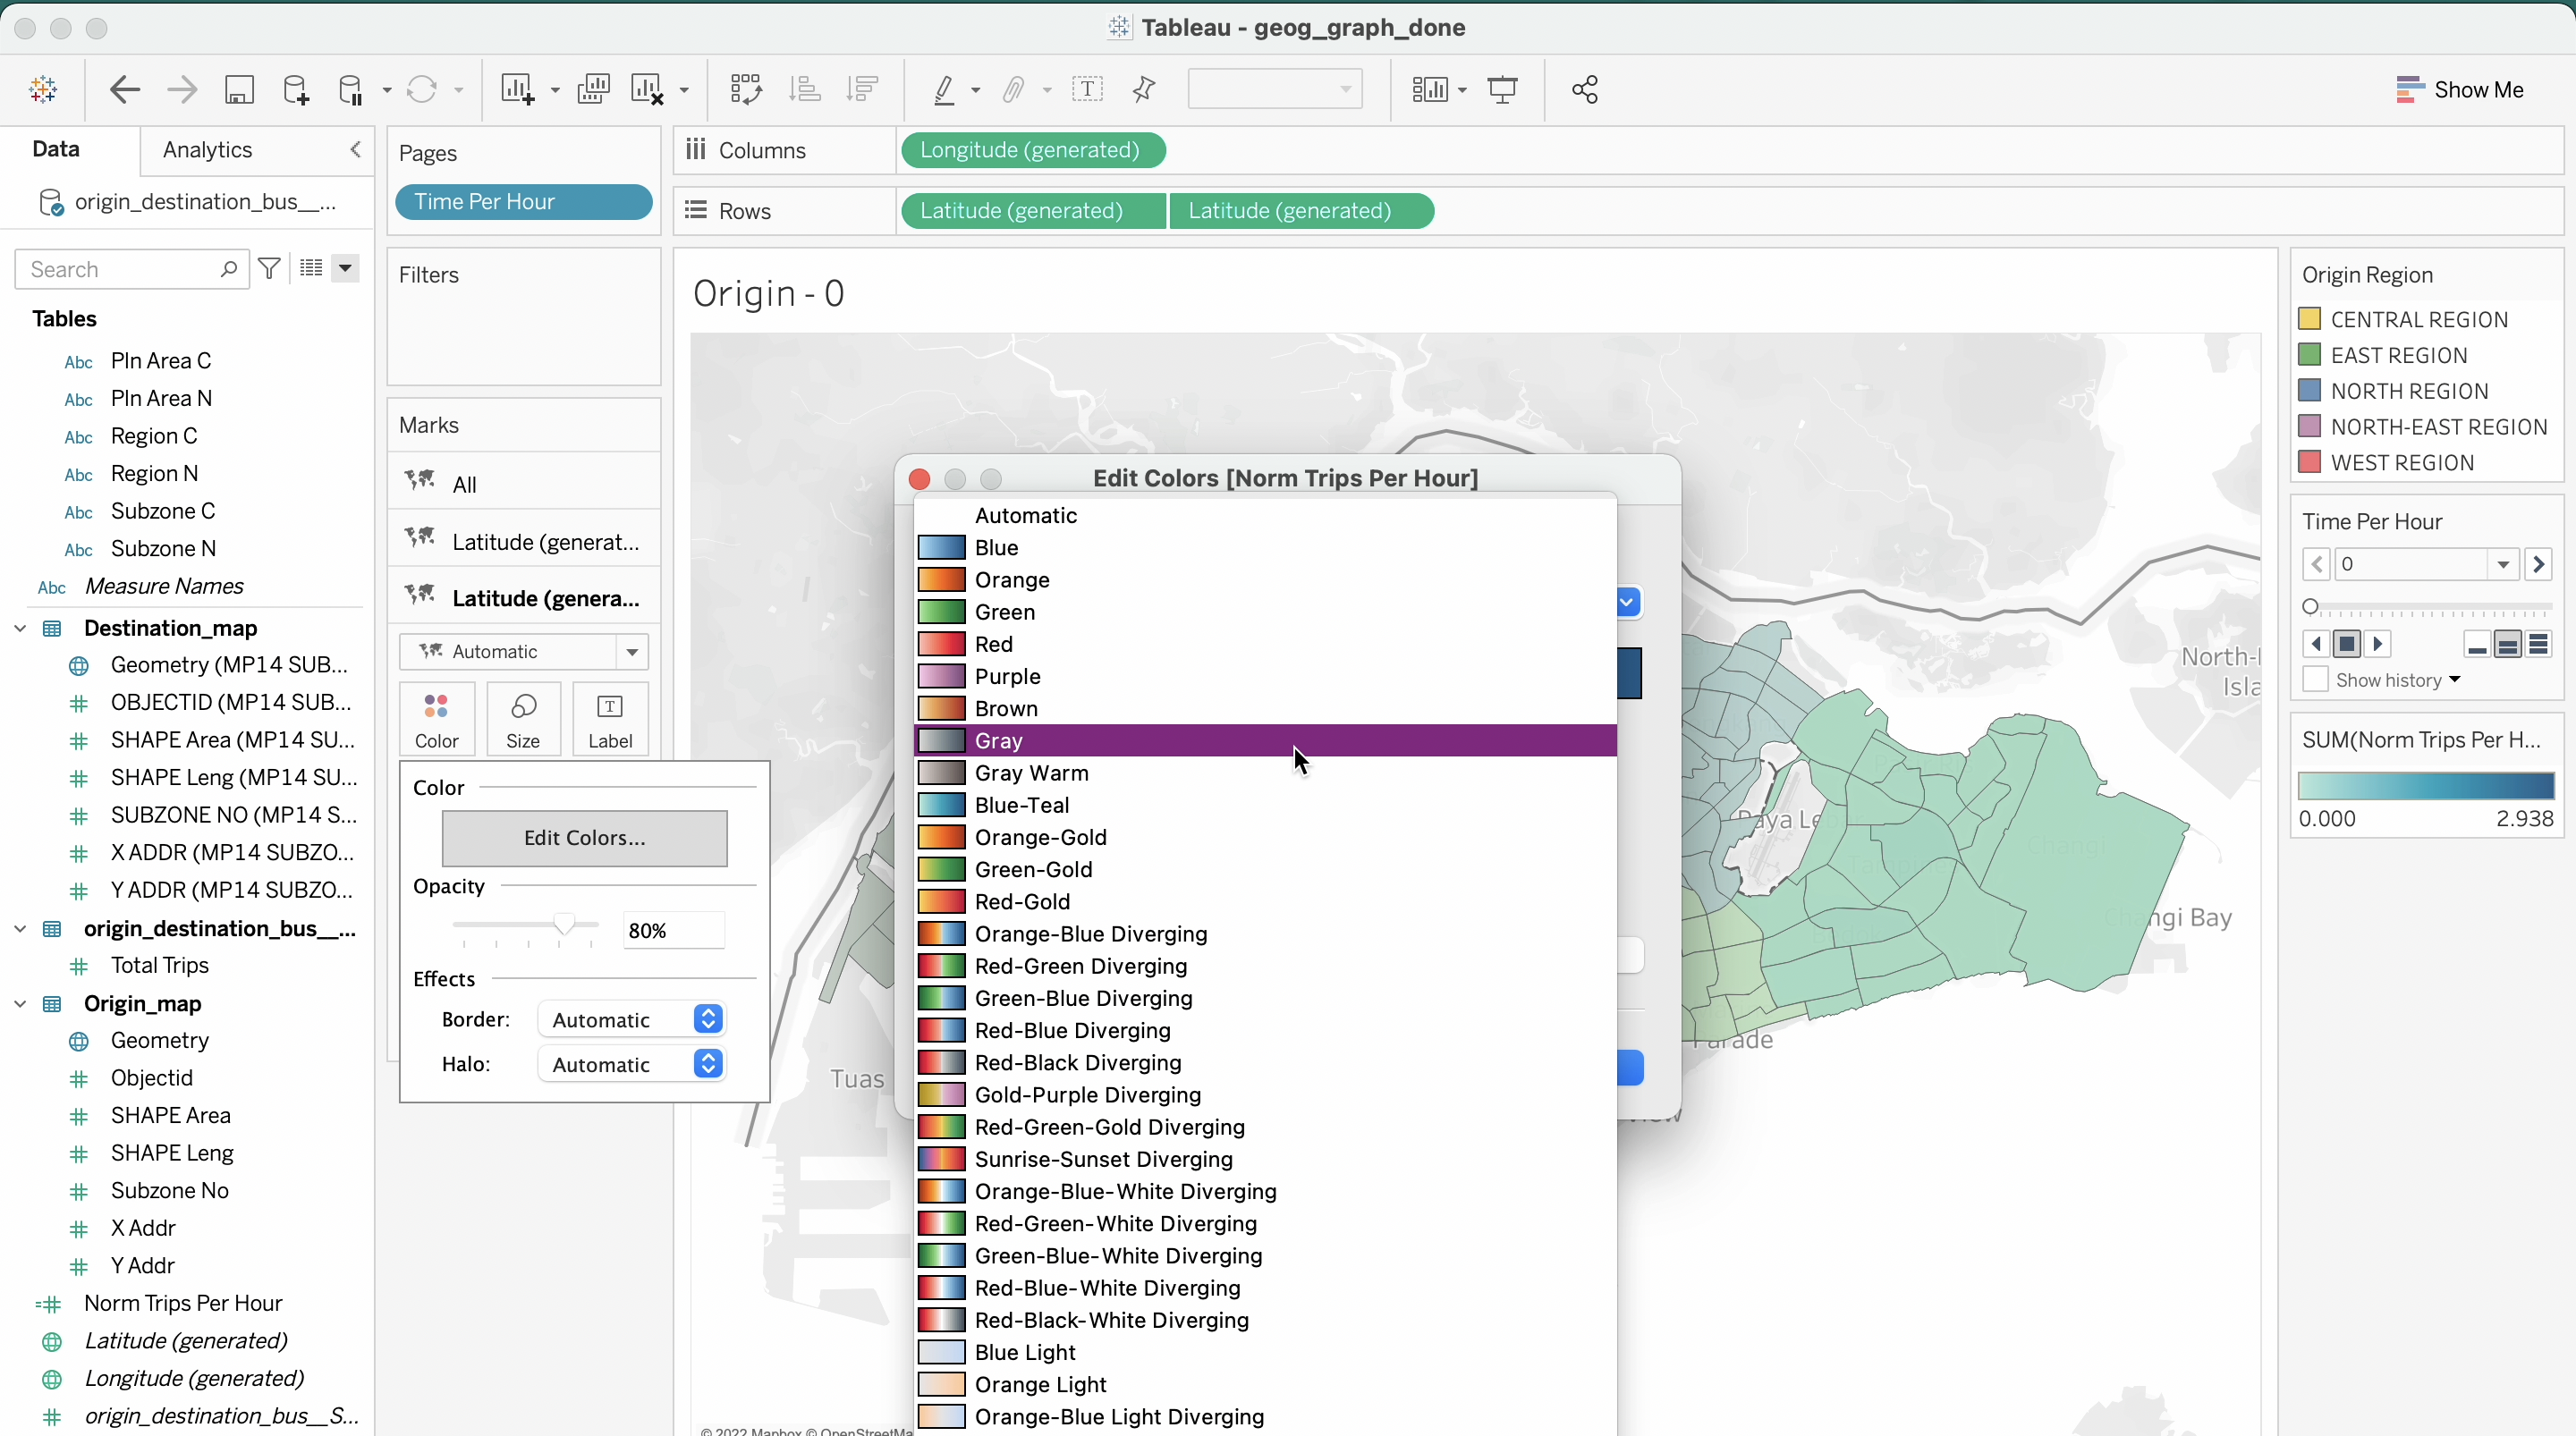 Tableau - geog_graph_done
Show Me
Data
Analytics
origin_destination_bus__...
Search
Tables
Abc Pln Area C
Abc Pln Area N
Abc Region C
Abc Region N
Abc Subzone C
Abc Subzone N
Abc Measure Names
Destination_map
Geometry (MP14 SUB...
OBJECTID (MP14 SUB...
SHAPE Area (MP14 SU...
SHAPE Leng (MP14 SU...
SUBZONE NO (MP14 S...
X ADDR (MP14 SUBZO...
Y ADDR (MP14 SUBZO...
origin_destination_bus__...
Total Trips
Origin_map
Geometry
Objectid
SHAPE Area
SHAPE Leng
Subzone No
X Addr
Y Addr
Norm Trips Per Hour
Latitude (generated)
Longitude (generated)
origin_destination_bus__S...
Pages
Time Per Hour
Filters
Marks
All
Latitude (generat...
Latitude (genera...
Automatic
Color
Size
Label
Color
Edit Colors...
Opacity
80%
Effects
Border: Automatic
Halo: Automatic
Columns
Longitude (generated)
Rows
Latitude (generated)
Latitude (generated)
Origin - 0
Edit Colors [Norm Trips Per Hour]
Automatic
Blue
Orange
Green
Red
Purple
Brown
Gray
Gray Warm
Blue-Teal
Orange-Gold
Green-Gold
Red-Gold
Orange-Blue Diverging
Red-Green Diverging
Green-Blue Diverging
Red-Blue Diverging
Red-Black Diverging
Gold-Purple Diverging
Red-Green-Gold Diverging
Sunrise-Sunset Diverging
Orange-Blue-White Diverging
Red-Green-White Diverging
Green-Blue-White Diverging
Red-Blue-White Diverging
Red-Black-White Diverging
Blue Light
Orange Light
Orange-Blue Light Diverging
Tuas
Paya Le
Changi
Changi Bay
Parade
North-
Isla
© 2022 Mapbox © OpenStreetMa
Origin Region
CENTRAL REGION
EAST REGION
NORTH REGION
NORTH-EAST REGION
WEST REGION
Time Per Hour
0
Show history
SUM(Norm Trips Per H...
0.000
2.938